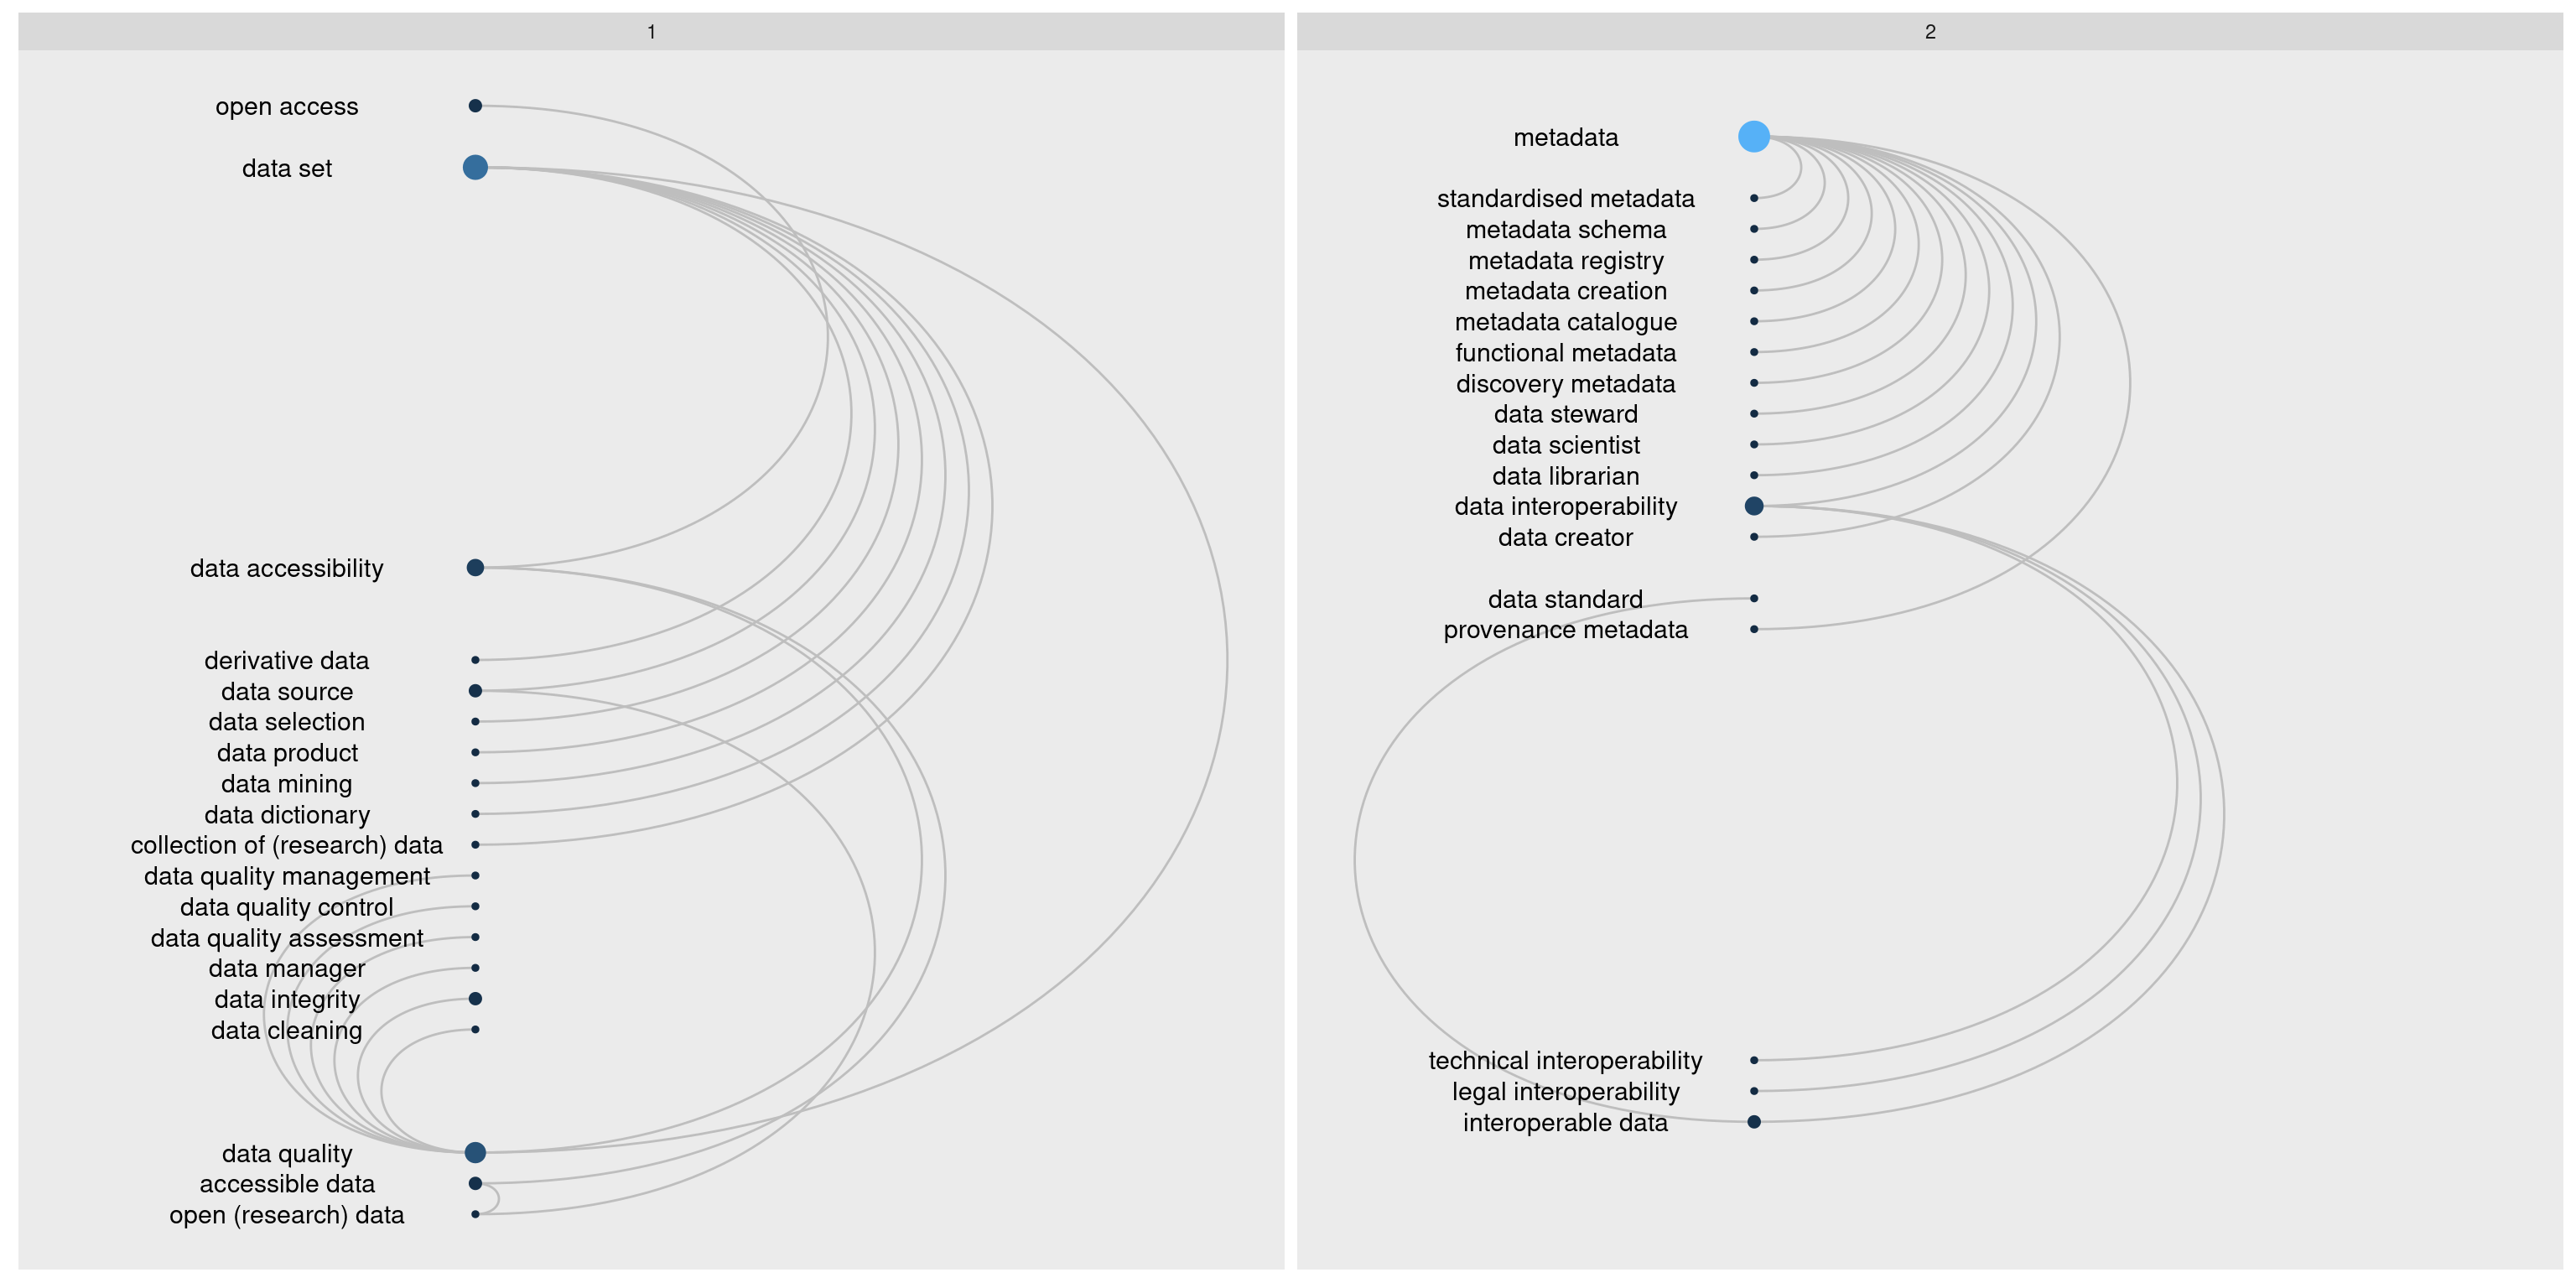 1
open access
data set
data accessibility
derivative data
data source
data selection
data product
data mining
data dictionary
collection of (research) data
data quality management
data quality control
data quality assessment
data manager
data integrity
data cleaning
data quality
accessible data
open (research) data
2
metadata
standardised metadata
metadata schema
metadata registry
metadata creation
metadata catalogue
functional metadata
discovery metadata
data steward
data scientist
data librarian
data interoperability
data creator
data standard
provenance metadata
technical interoperability
legal interoperability
interoperable data